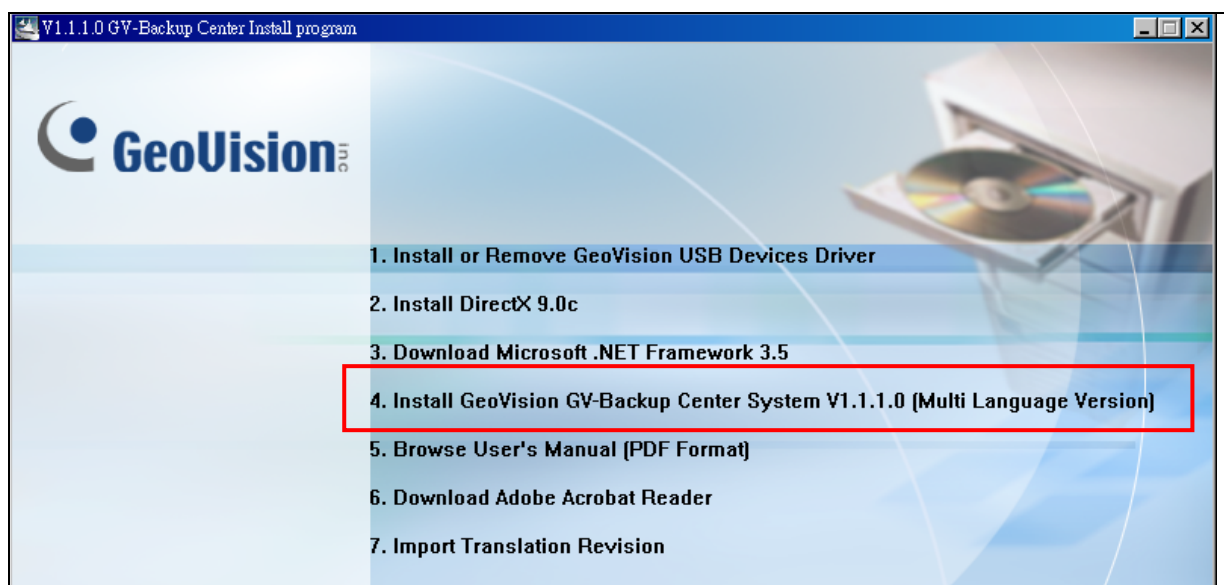 V1.1.1.0 GV-Backup Center Install program
GeoVision Inc
1. Install or Remove GeoVision USB Devices Driver
2. Install DirectX 9.0c
3. Download Microsoft .NET Framework 3.5
4. Install GeoVision GV-Backup Center System V1.1.1.0 (Multi Language Version)
5. Browse User's Manual (PDF Format)
6. Download Adobe Acrobat Reader
7. Import Translation Revision